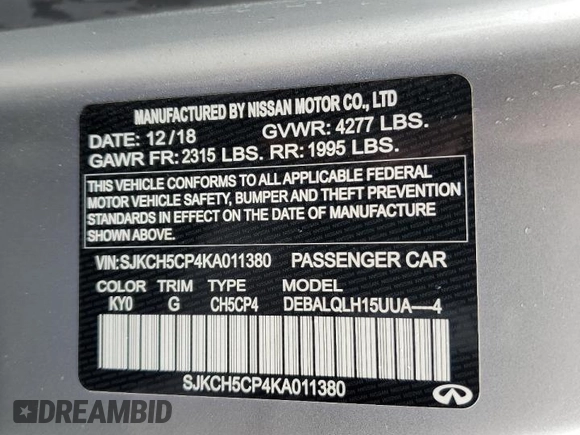 MANUFACTURED BY NISSAN MOTOR CO., LTD
DATE: 12/18 GVWR: 4277 LBS.
GAWR FR: 2315 LBS. RR: 1995 LBS.
THIS VEHICLE CONFORMS TO ALL APPLICABLE FEDERAL
MOTOR VEHICLE SAFETY, BUMPER AND THEFT PREVENTION
STANDARDS IN EFFECT ON THE DATE OF MANUFACTURE
SHOWN ABOVE.
VIN:SJKCH5CP4KA011380 PASSENGER CAR
COLOR TRIM TYPE MODEL
KY0 G CH5CP4 DEBALQLH15UUA—4
SJKCH5CP4KA011380
DREAMBID